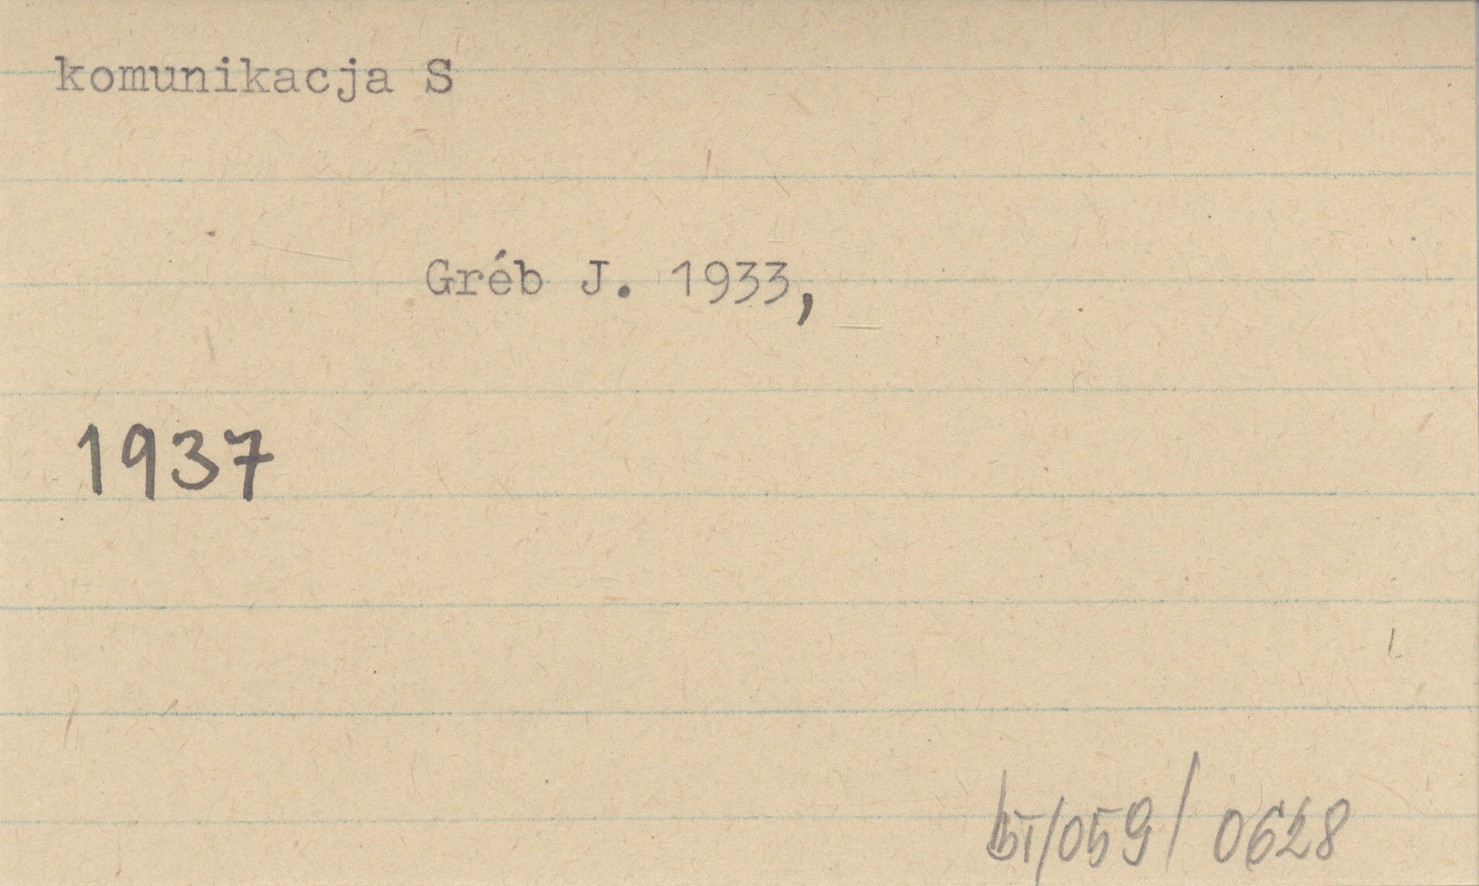 komunikacja S
Gréb J. 1933,
1937
bI/059/0628